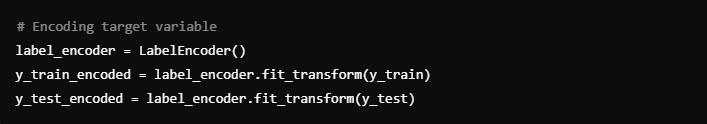 # Encoding target variable
label_encoder = LabelEncoder()
y_train_encoded = label_encoder.fit_transform(y_train)
y_test_encoded = label_encoder.fit_transform(y_test)